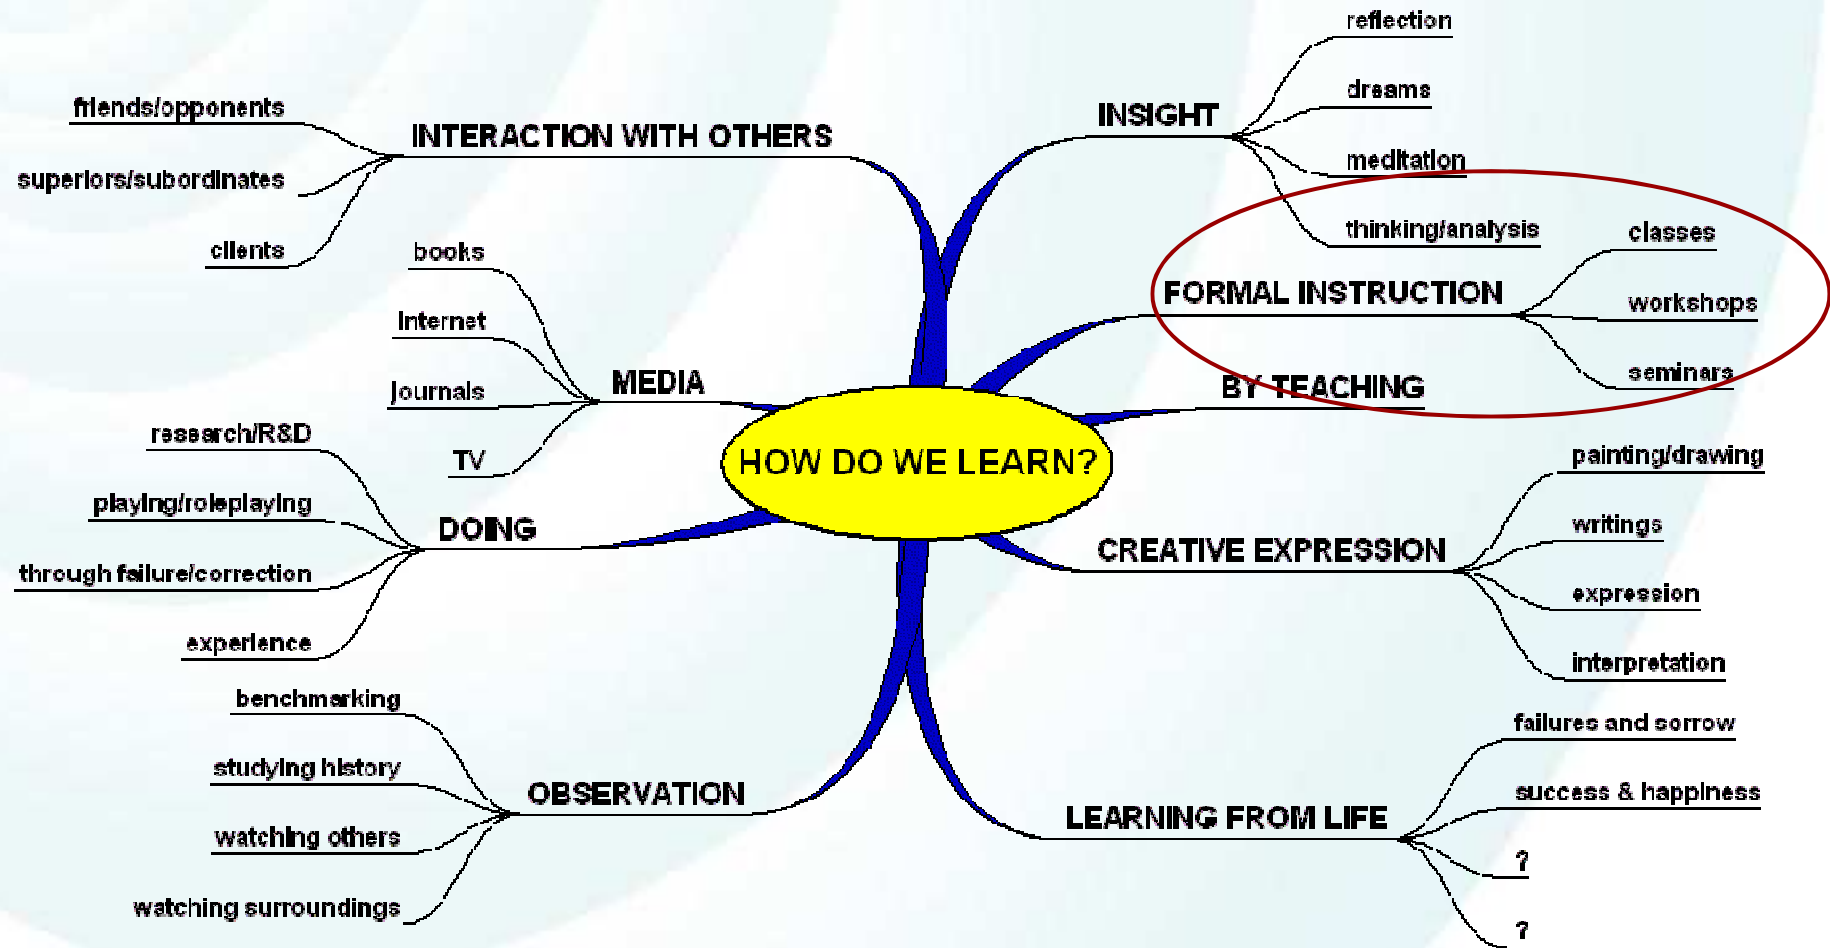 HOW DO WE LEARN?
INSIGHT
reflection
dreams
meditation
thinking/analysis
FORMAL INSTRUCTION
classes
workshops
seminars
BY TEACHING
CREATIVE EXPRESSION
painting/drawing
writings
expression
interpretation
LEARNING FROM LIFE
failures and sorrow
success & happiness
?
?
INTERACTION WITH OTHERS
friends/opponents
superiors/subordinates
clients
MEDIA
books
Internet
journals
TV
DOING
research/R&D
playing/roleplaying
through failure/correction
experience
OBSERVATION
benchmarking
studying history
watching others
watching surroundings